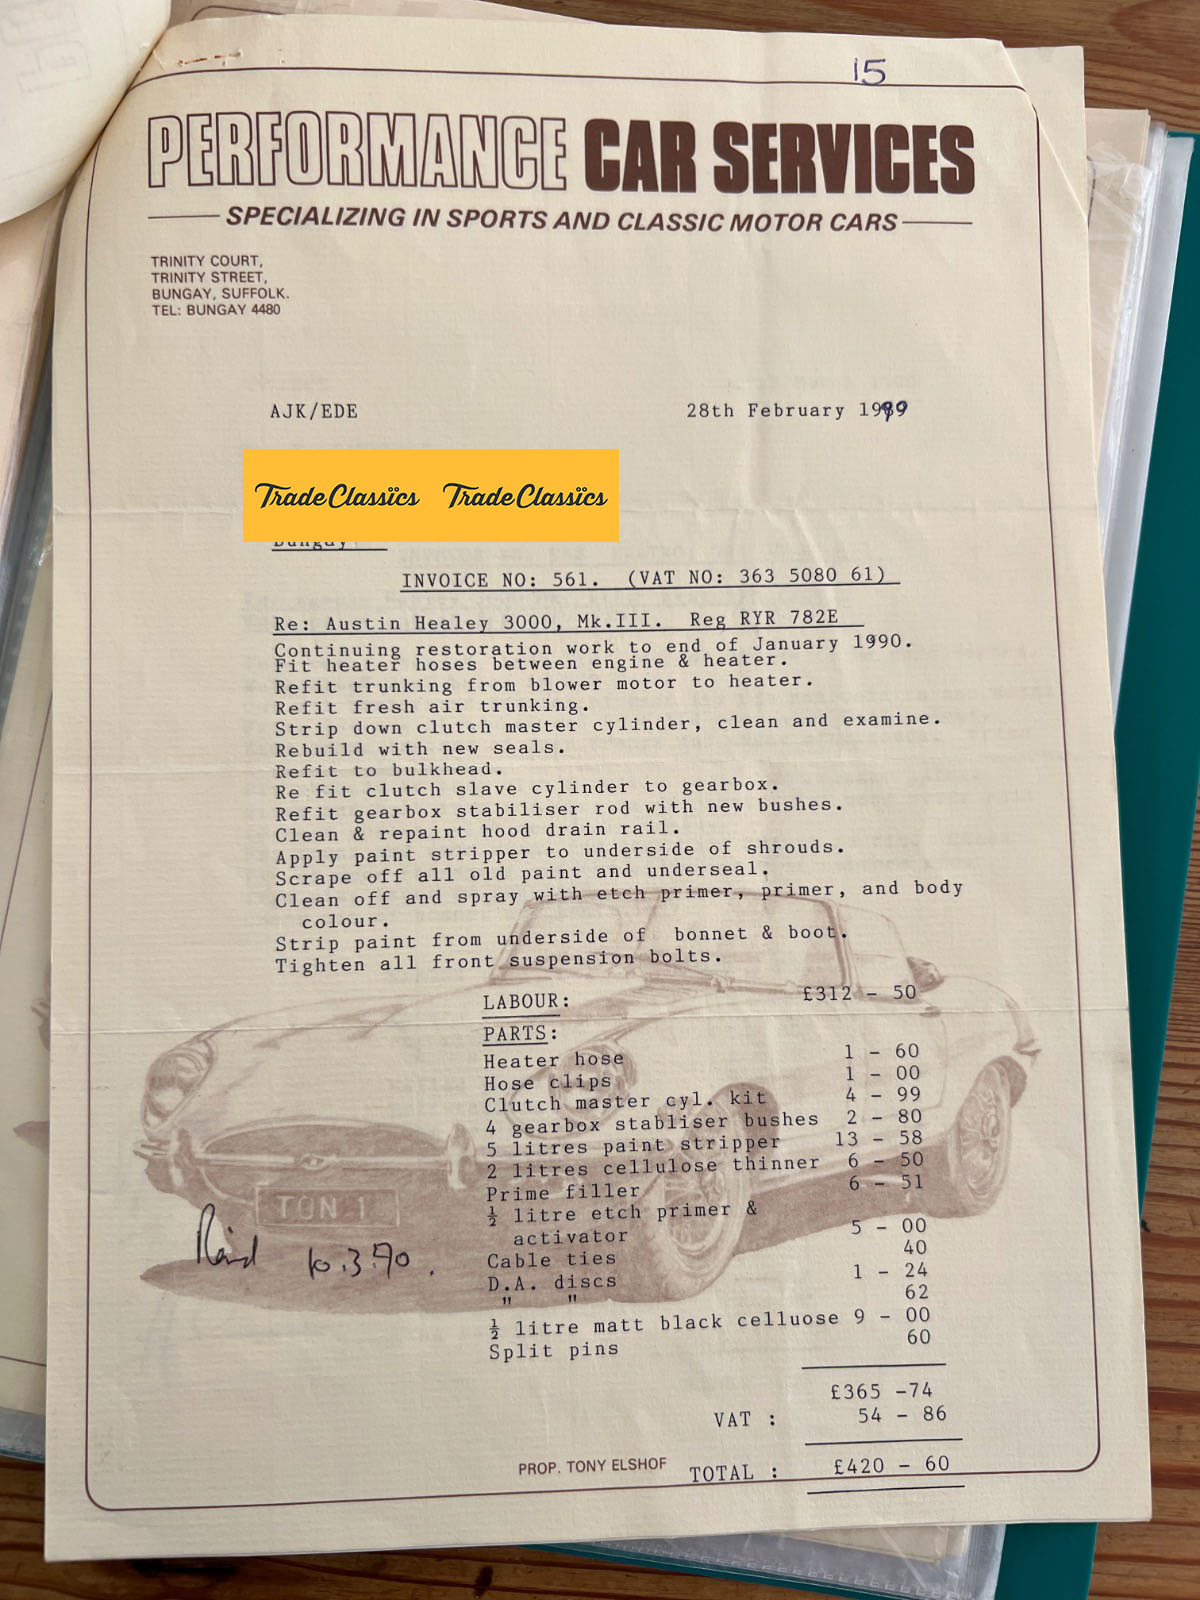 15
PERFORMANCE CAR SERVICES
SPECIALIZING IN SPORTS AND CLASSIC MOTOR CARS
TRINITY COURT,
TRINITY STREET,
BUNGAY, SUFFOLK.
TEL: BUNGAY 4480
AJK/EDE 28th February 1990
TradeClassics TradeClassics
Bungay.
INVOICE NO: 561. (VAT NO: 363 5080 61)
Re: Austin Healey 3000, Mk.III. Reg RYR 782E
Continuing restoration work to end of January 1990.
Fit heater hoses between engine & heater.
Refit trunking from blower motor to heater.
Refit fresh air trunking.
Strip down clutch master cylinder, clean and examine.
Rebuild with new seals.
Refit to bulkhead.
Re fit clutch slave cylinder to gearbox.
Refit gearbox stabiliser rod with new bushes.
Clean & repaint hood drain rail.
Apply paint stripper to underside of shrouds.
Scrape off all old paint and underseal.
Clean off and spray with etch primer, primer, and body
colour.
Strip paint from underside of bonnet & boot.
Tighten all front suspension bolts.
LABOUR: £312 - 50
PARTS:
Heater hose 1 - 60
Hose clips 1 - 00
Clutch master cyl. kit 4 - 99
4 gearbox stabliser bushes 2 - 80
5 litres paint stripper 13 - 58
2 litres cellulose thinner 6 - 50
Prime filler 6 - 51
½ litre etch primer &
activator 5 - 00
Cable ties 40
D.A. discs 1 - 24
" " 62
½ litre matt black celluose 9 - 00
Split pins 60
TON 1
Paid 10.3.90.
£365 -74
VAT : 54 - 86
PROP. TONY ELSHOF
TOTAL : £420 - 60